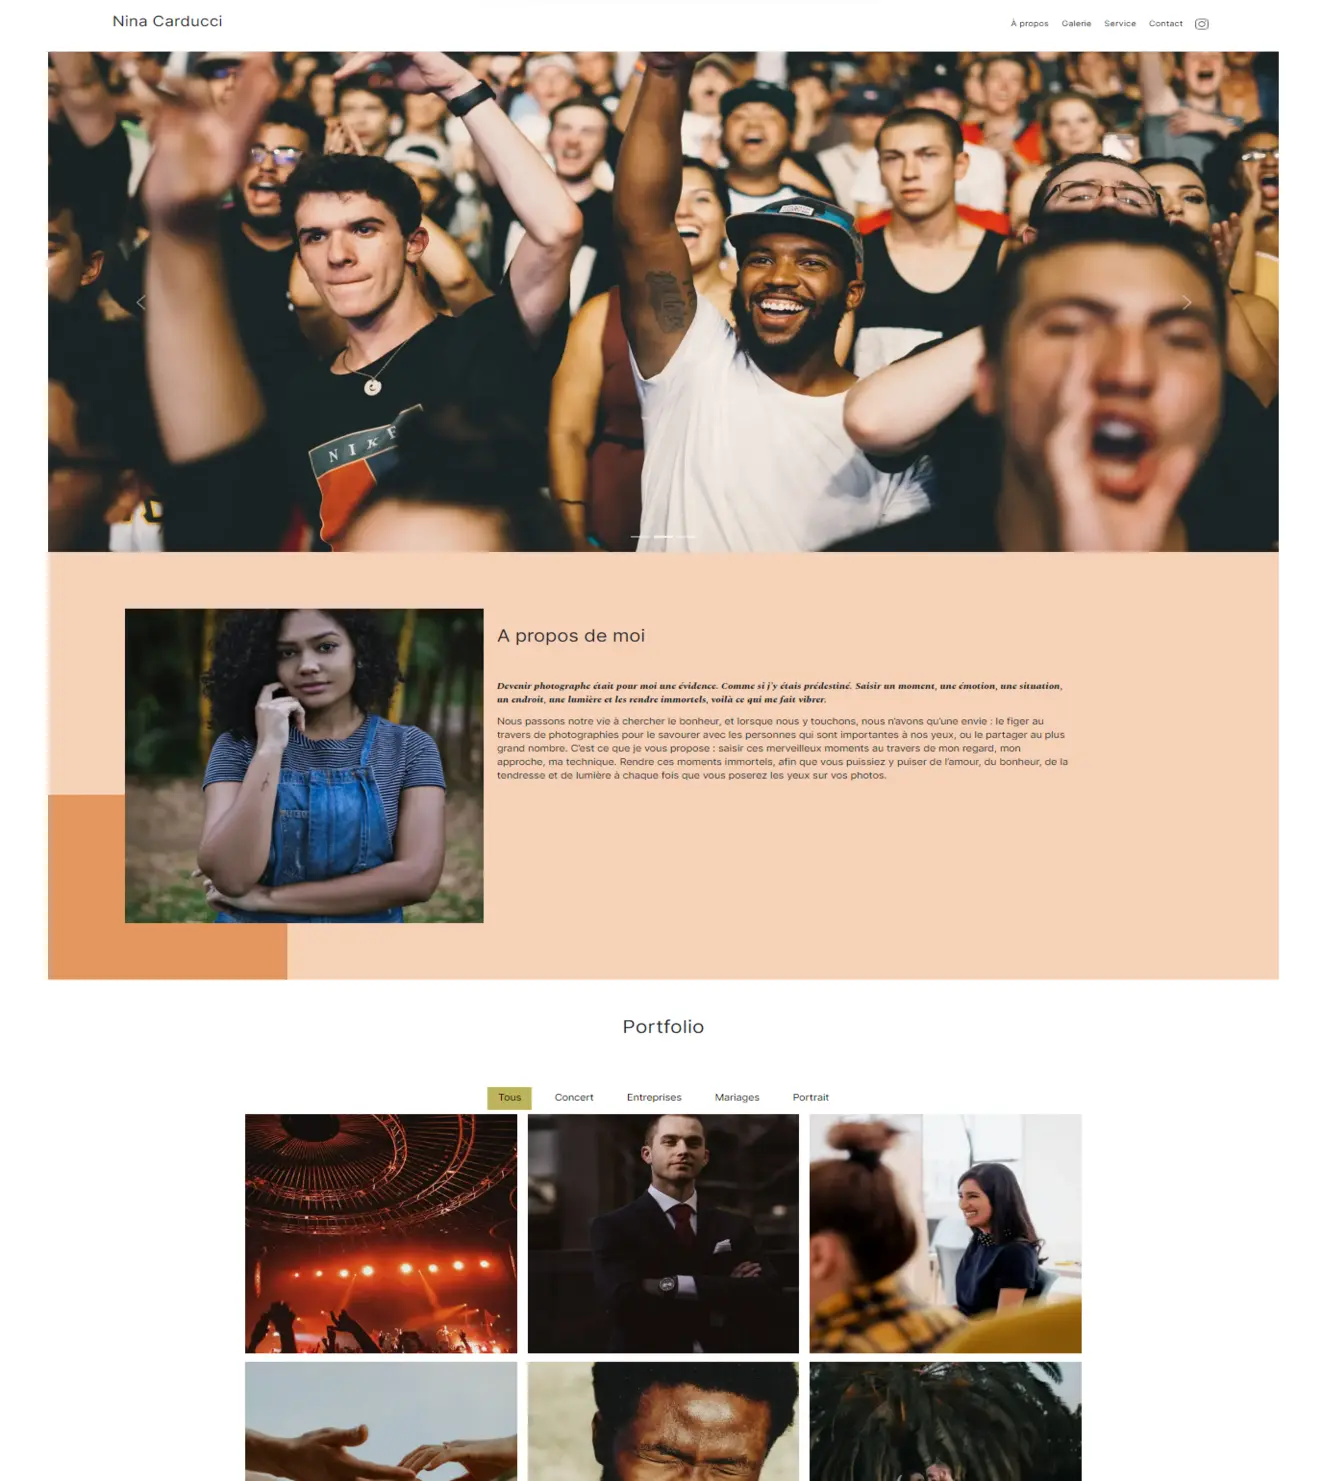 Nina Carducci
À propos Galerie Service Contact
NIKE
A propos de moi
Devenir photographe était pour moi une évidence. Comme si j'y étais prédestiné. Saisir un moment, une émotion, une situation,
un endroit, une lumière et les rendre immortels, voilà ce qui me fait vibrer.
Nous passons notre vie à chercher le bonheur, et lorsque nous y touchons, nous n'avons qu'une envie : le figer au
travers de photographies pour le savourer avec les personnes qui sont importantes à nos yeux, ou le partager au plus
grand nombre. C'est ce que je vous propose : saisir ces merveilleux moments au travers de mon regard, mon
approche, ma technique. Rendre ces moments immortels, afin que vous puissiez y puiser de l'amour, du bonheur, de la
tendresse et de lumière à chaque fois que vous poserez les yeux sur vos photos.
Portfolio
Tous Concert Entreprises Mariages Portrait